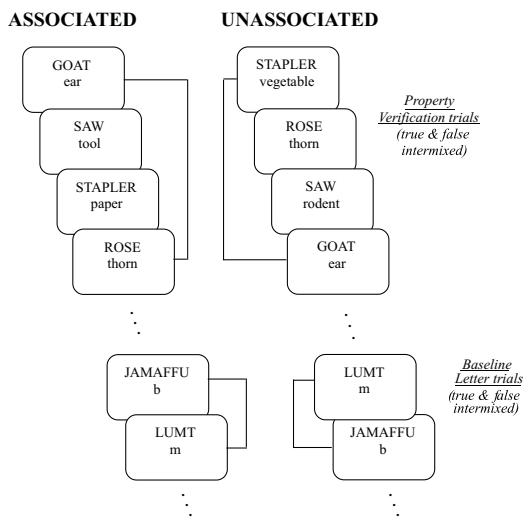 ASSOCIATED
GOAT
ear
SAW
tool
STAPLER
paper
ROSE
thorn
UNASSOCIATED
STAPLER
vegetable
ROSE
thorn
SAW
rodent
GOAT
ear
Property
Verification trials
(true & false
intermixed)
JAMAFFU
b
LUMT
m
LUMT
m
JAMAFFU
b
Baseline
Letter trials
(true & false
intermixed)